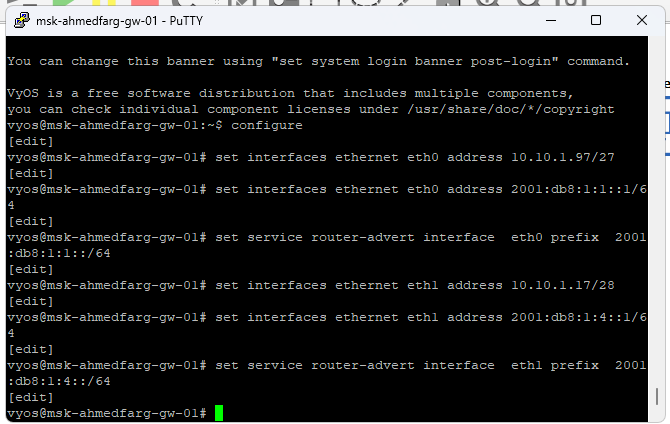 msk-ahmedfarg-gw-01 - PuTTY
You can change this banner using "set system login banner post-login" command.
VyOS is a free software distribution that includes multiple components,
you can check individual component licenses under /usr/share/doc/*/copyright
vyos@msk-ahmedfarg-gw-01:~$ configure
[edit]
vyos@msk-ahmedfarg-gw-01# set interfaces ethernet eth0 address 10.10.1.97/27
[edit]
vyos@msk-ahmedfarg-gw-01# set interfaces ethernet eth0 address 2001:db8:1:1::1/6
4
[edit]
vyos@msk-ahmedfarg-gw-01# set service router-advert interface  eth0 prefix  2001
:db8:1:1::/64
[edit]
vyos@msk-ahmedfarg-gw-01# set interfaces ethernet eth1 address 10.10.1.17/28
[edit]
vyos@msk-ahmedfarg-gw-01# set interfaces ethernet eth1 address 2001:db8:1:4::1/6
4
[edit]
vyos@msk-ahmedfarg-gw-01# set service router-advert interface  eth1 prefix  2001
:db8:1:4::/64
[edit]
vyos@msk-ahmedfarg-gw-01#